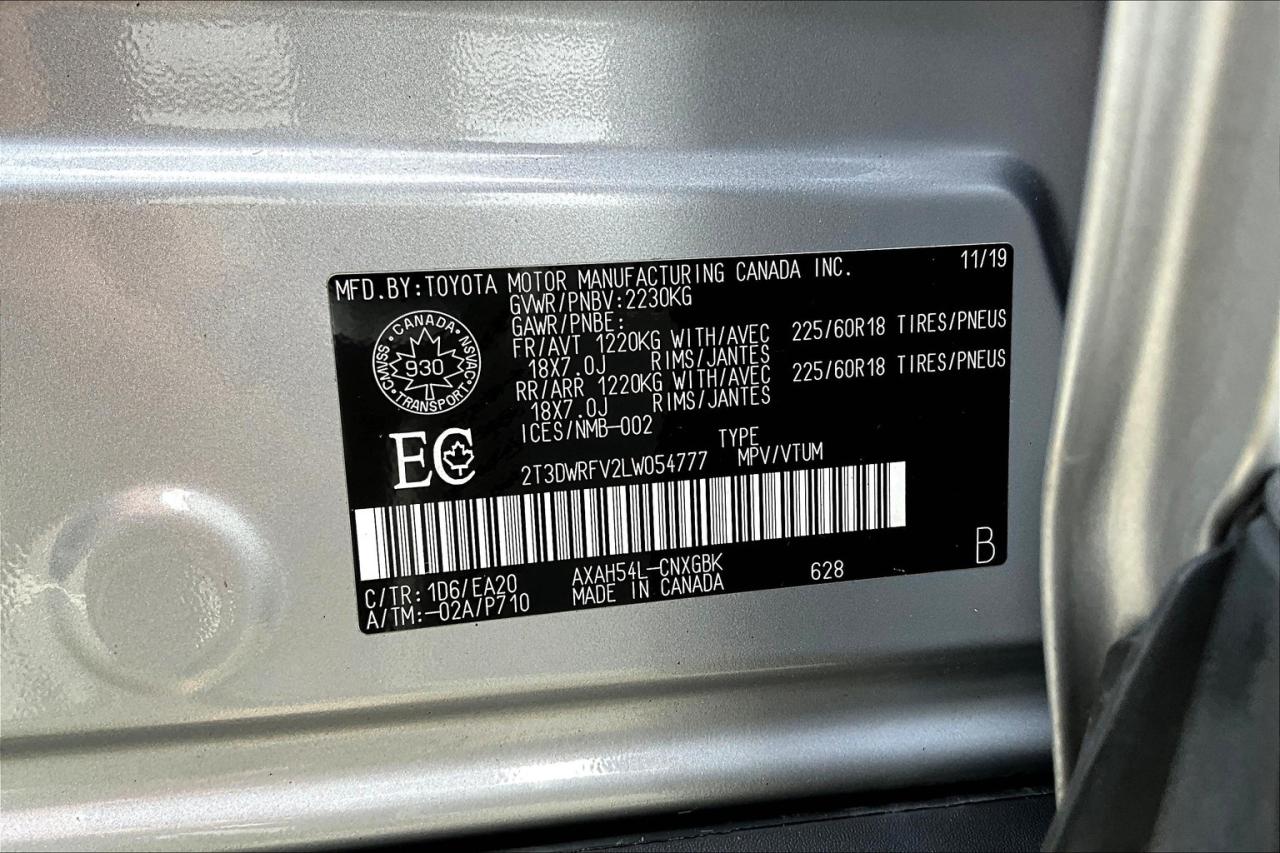 MFD.BY:TOYOTA MOTOR MANUFACTURING CANADA INC. 11/19
GVWR/PNBV:2230KG
GAWR/PNBE:
FR/AVT 1220KG WITH/AVEC 225/60R18 TIRES/PNEUS
18X7.0J RIMS/JANTES
RR/ARR 1220KG WITH/AVEC 225/60R18 TIRES/PNEUS
18X7.0J RIMS/JANTES
ICES/NMB-002
CANADA · NSVAC · TRANSPORT · CMVSS
930
EC
TYPE
2T3DWRFV2LW054777 MPV/VTUM
C/TR:1D6/EA20 AXAH54L-CNXGBK 628
A/TM:-02A/P710 MADE IN CANADA
B